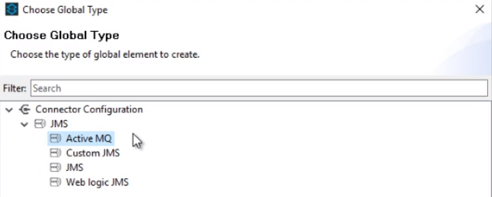 Choose Global Type
Choose Global Type
Choose the type of global element to create.
Filter: Search
Connector Configuration
JMS
Active MQ
Custom JMS
JMS
Web logic JMS